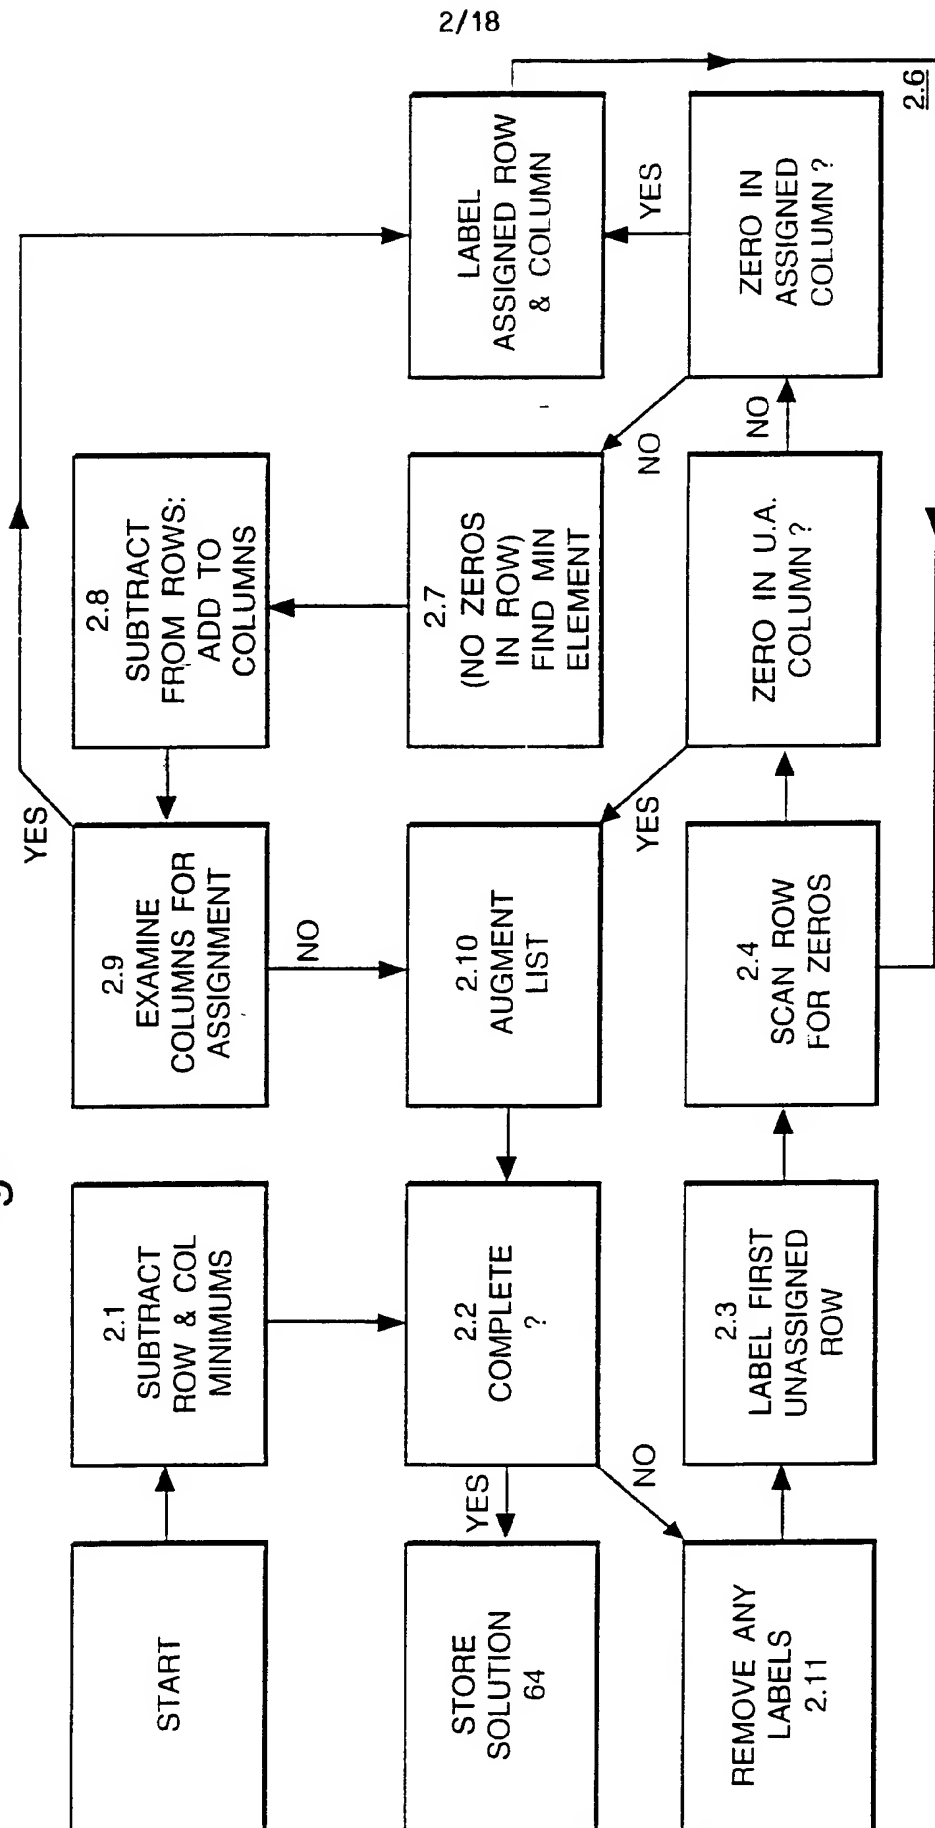 2/18
START
2.1
SUBTRACT
ROW & COL
MINIMUMS
2.9
EXAMINE
COLUMNS FOR
ASSIGNMENT
YES
NO
2.8
SUBTRACT
FROM ROWS:
ADD TO
COLUMNS
STORE
SOLUTION
64
YES
2.2
COMPLETE
?
NO
2.10
AUGMENT
LIST
YES
2.7
(NO ZEROS
IN ROW)
FIND MIN
ELEMENT
NO
LABEL
ASSIGNED ROW
& COLUMN
YES
REMOVE ANY
LABELS
2.11
2.3
LABEL FIRST
UNASSIGNED
ROW
2.4
SCAN ROW
FOR ZEROS
ZERO IN U.A.
COLUMN ?
NO
ZERO IN
ASSIGNED
COLUMN ?
2.6